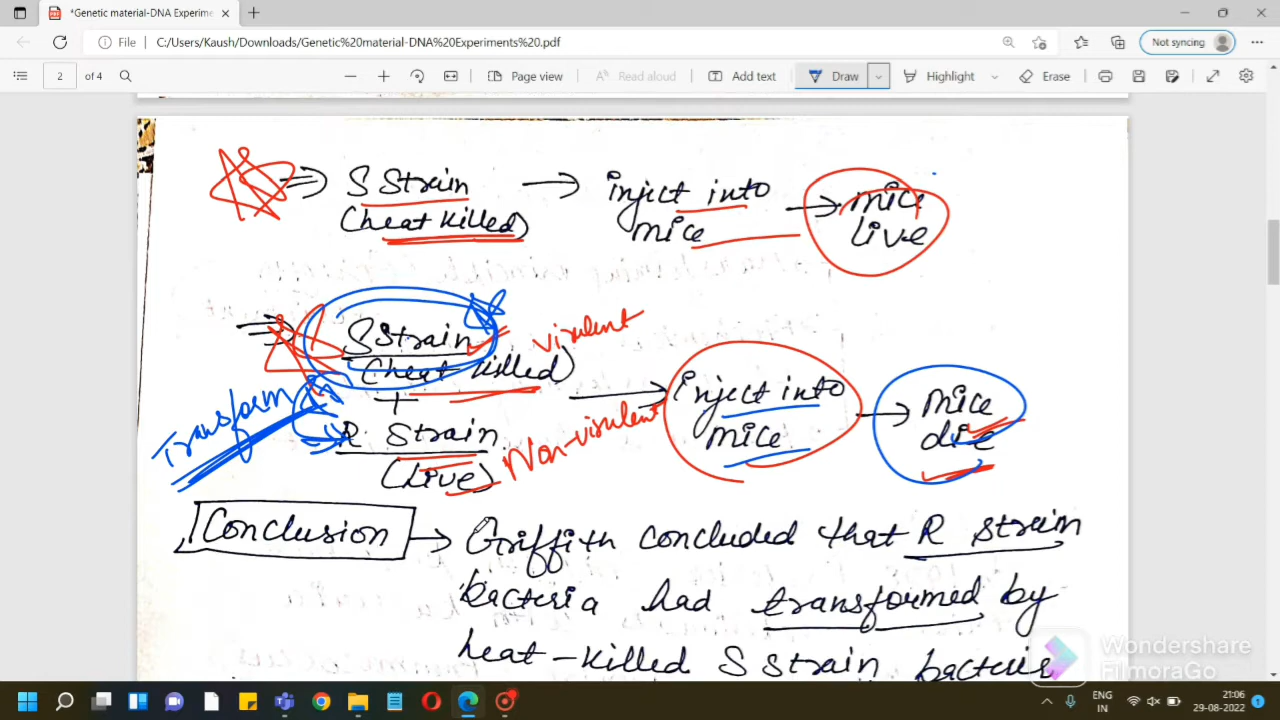 *Genetic material-DNA Experime
File
C:/Users/Kaush/Downloads/Genetic%20material-DNA%20Experiments%20.pdf
Not syncing
2 of 4
Page view
Read aloud
Add text
Draw
Highlight
Erase
⇒ S Strain → inject into → mice
(heat killed) mice live
⇒ S Strain virulent
(heat killed)
+ → inject into → mice
Transform
R Strain Non-virulent mice die
(Live)
Conclusion → Griffith concluded that R strain
bacteria had transformed by
heat-killed S strain bacteria
Wondershare
FilmoraGo
ENG
IN
21:06
29-08-2022